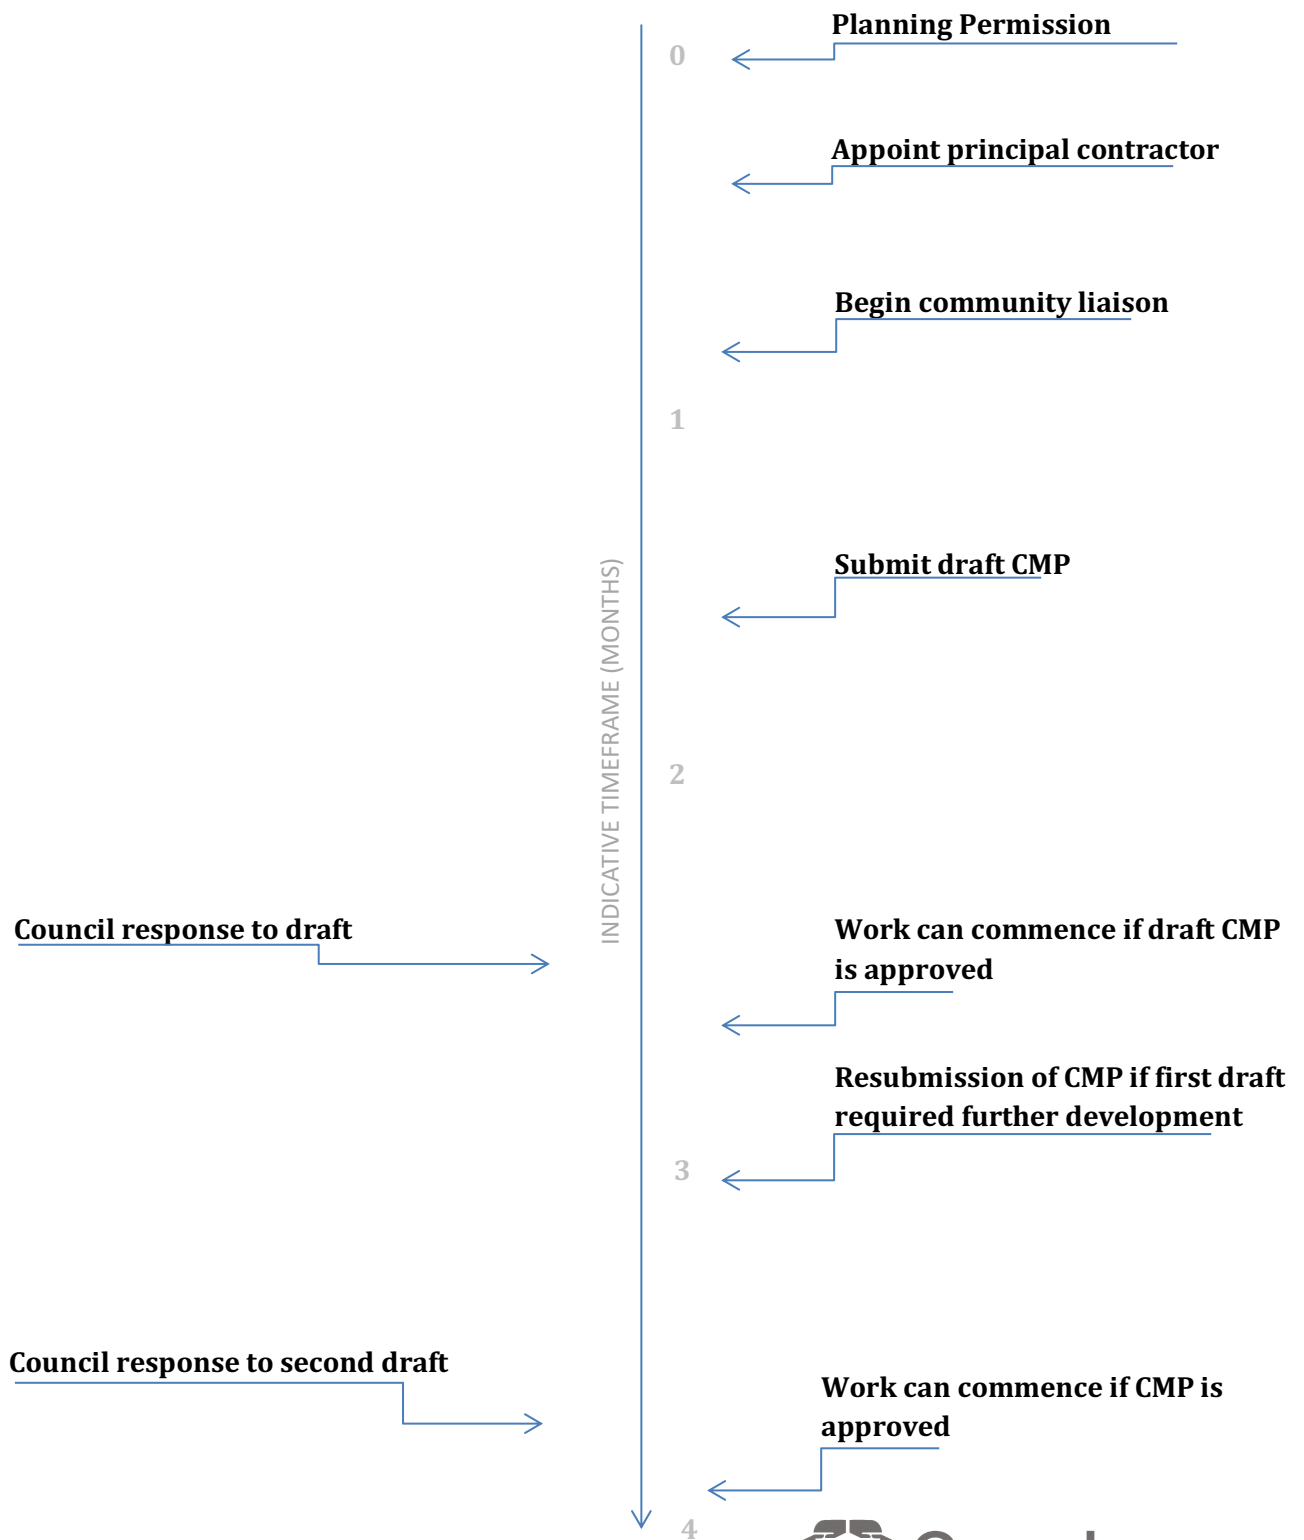 Planning Permission
0
Appoint principal contractor
Begin community liaison
1
Submit draft CMP
INDICATIVE TIMEFRAME (MONTHS)
2
Council response to draft
Work can commence if draft CMP
is approved
Resubmission of CMP if first draft
required further development
3
Council response to second draft
Work can commence if CMP is
approved
4